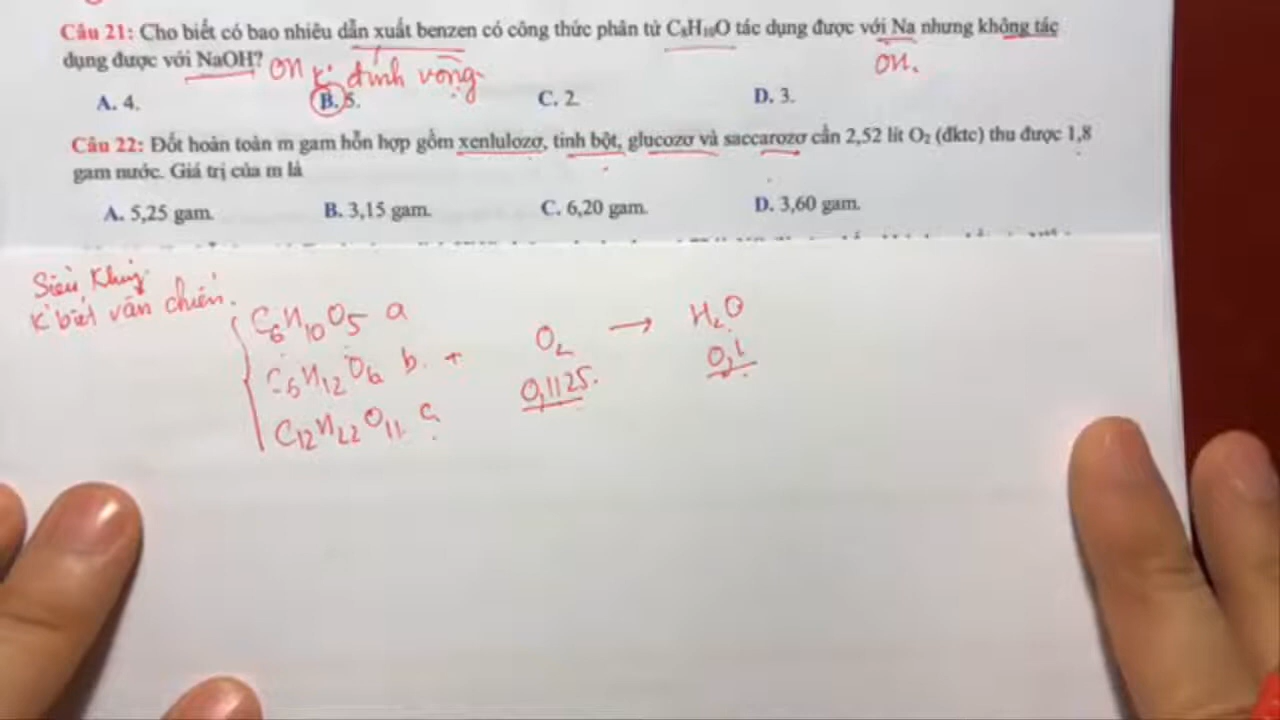 Câu 21: Cho biết có bao nhiêu dẫn xuất benzen có công thức phân tử C₈H₁₀O tác dụng được với Na nhưng không tác
dụng được với NaOH?
OH k' đính vòng
OH.
A. 4.
B. 5.
C. 2.
D. 3.
Câu 22: Đốt hoàn toàn m gam hỗn hợp gồm xenlulozơ, tinh bột, glucozơ và saccarozơ cần 2,52 lít O₂ (đktc) thu được 1,8
gam nước. Giá trị của m là
A. 5,25 gam.
B. 3,15 gam.
C. 6,20 gam.
D. 3,60 gam.
k' biết vẫn
C₆H₁₀O₅ a
C₆H₁₂O₆ b. + O₂ → H₂O
C₁₂H₂₂O₁₁ c
0,1125.
0,1